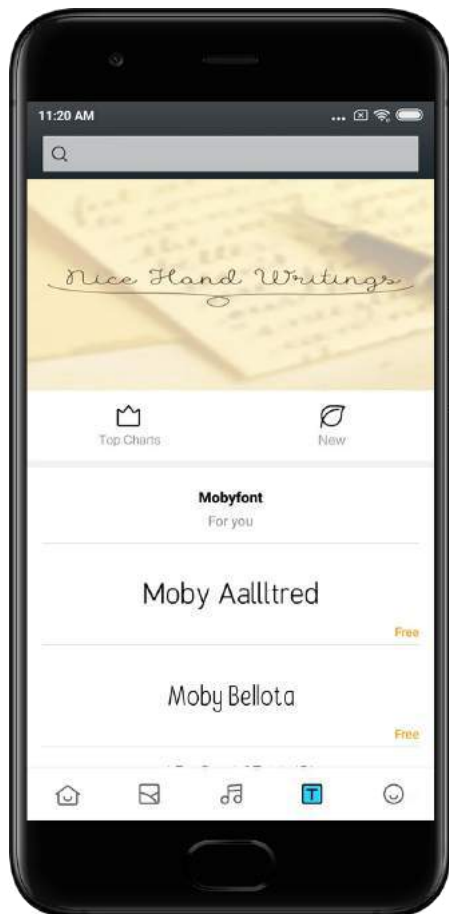 11:20 AM
Nice Hand Writings
Top Charts
New
Mobyfont
For you
Moby Aallltred
Free
Moby Bellota
Free
T